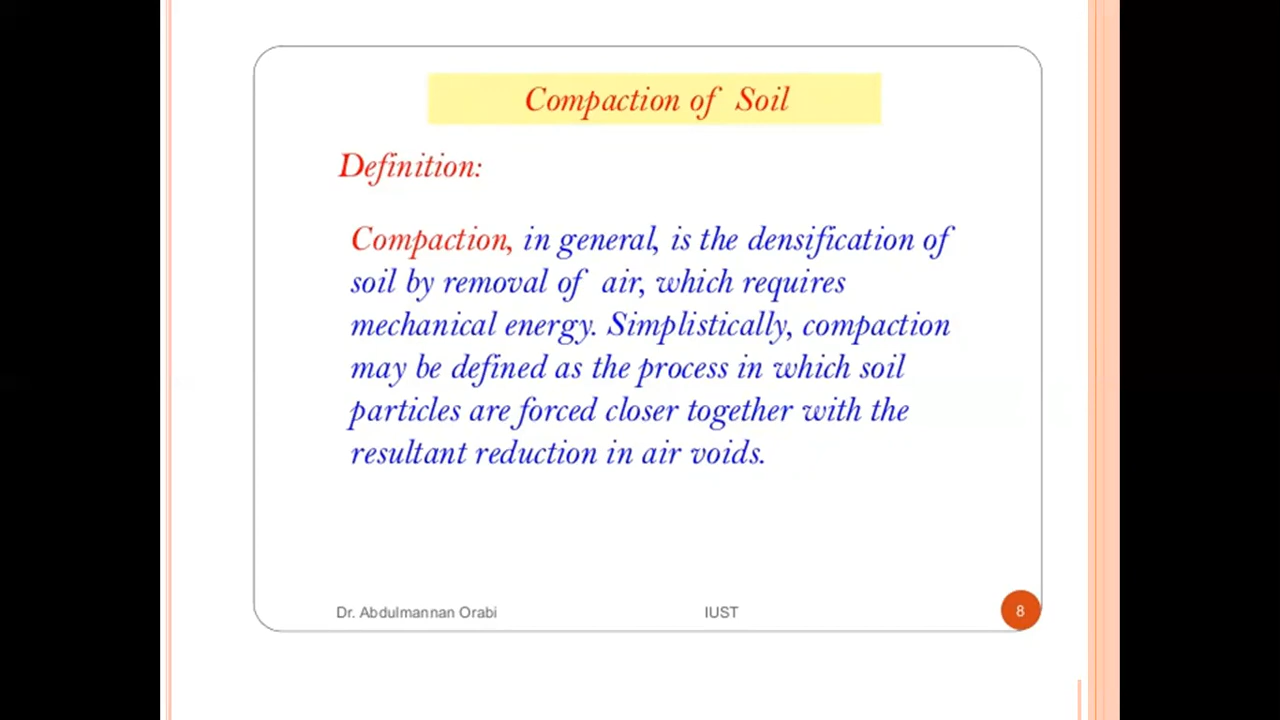 Compaction of Soil
Definition:
Compaction, in general, is the densification of
soil by removal of air, which requires
mechanical energy. Simplistically, compaction
may be defined as the process in which soil
particles are forced closer together with the
resultant reduction in air voids.
Dr. Abdulmannan Orabi IUST 8